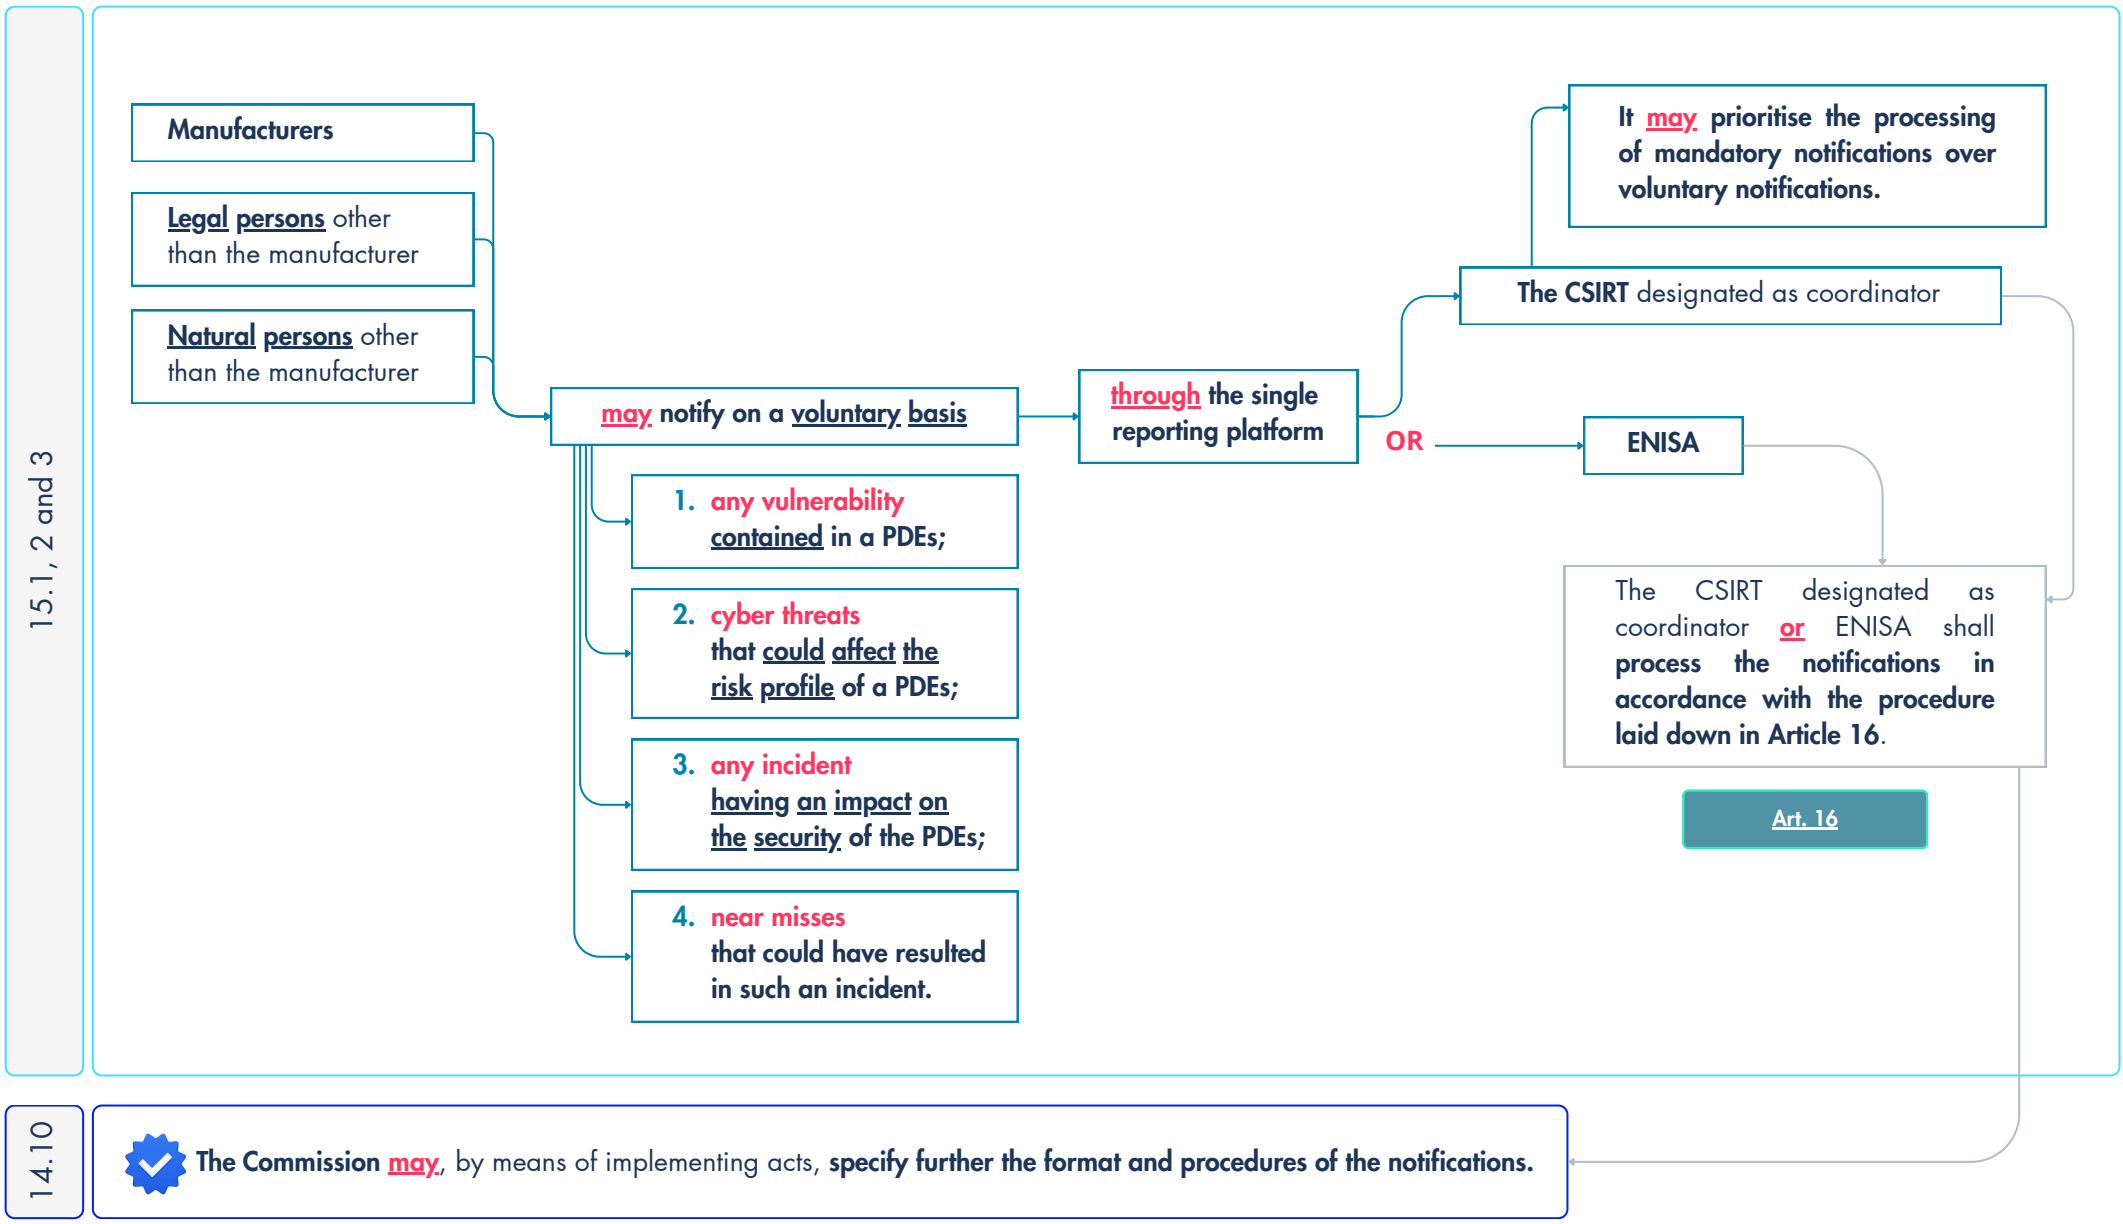 15.1, 2 and 3
Manufacturers
Legal persons other
than the manufacturer
Natural persons other
than the manufacturer
may notify on a voluntary basis
1. any vulnerability
contained in a PDEs;
2. cyber threats
that could affect the
risk profile of a PDEs;
3. any incident
having an impact on
the security of the PDEs;
4. near misses
that could have resulted
in such an incident.
through the single
reporting platform
OR
It may prioritise the processing
of mandatory notifications over
voluntary notifications.
The CSIRT designated as coordinator
ENISA
The CSIRT designated as
coordinator or ENISA shall
process the notifications in
accordance with the procedure
laid down in Article 16.
Art. 16
14.10
The Commission may, by means of implementing acts, specify further the format and procedures of the notifications.